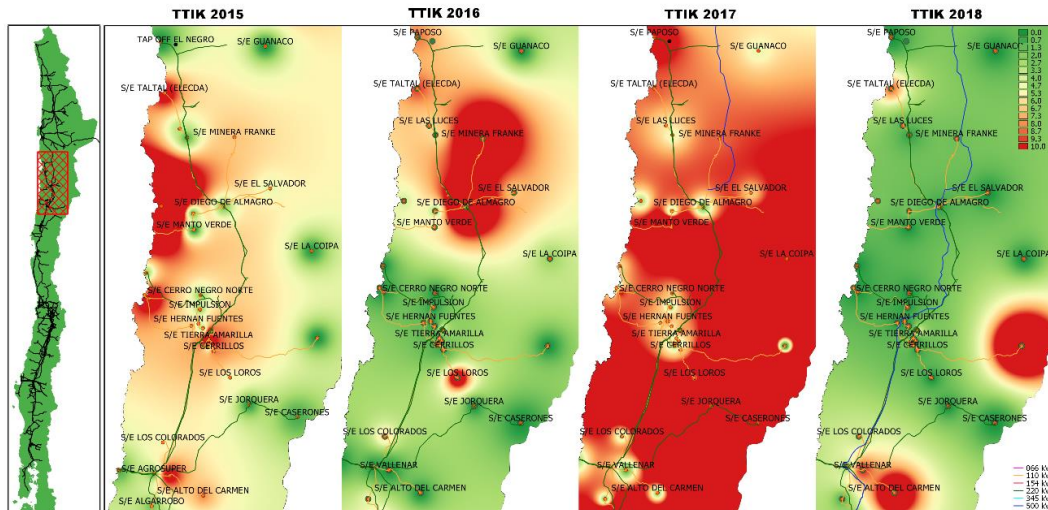 TTIK 2015
TAP OFF EL NEGRO
S/E GUANACO
S/E TALTAL (ELECDA)
S/E MINERA FRANKE
S/E EL SALVADOR
S/E DIEGO DE ALMAGRO
S/E MANTO VERDE
S/E LA COIPA
S/E CERRO NEGRO NORTE
S/E IMPULSION
S/E HERNAN FUENTES
S/E TIERRA AMARILLA
S/E CERRILLOS
S/E LOS LOROS
S/E JORQUERA
S/E CASERONES
S/E LOS COLORADOS
S/E AGROSUPER
S/E ALTO DEL CARMEN
S/E ALGARROBO
TTIK 2016
S/E PAPOSO
S/E GUANACO
S/E TALTAL (ELECDA)
S/E LAS LUCES
S/E MINERA FRANKE
S/E EL SALVADOR
S/E DIEGO DE ALMAGRO
S/E MANTO VERDE
S/E LA COIPA
S/E CERRO NEGRO NORTE
S/E IMPULSION
S/E HERNAN FUENTES
S/E TIERRA AMARILLA
S/E CERRILLOS
S/E LOS LOROS
S/E JORQUERA
S/E CASERONES
S/E LOS COLORADOS
S/E VALLENAR
S/E ALTO DEL CARMEN
TTIK 2017
S/E PAPOSO
S/E GUANACO
S/E TALTAL (ELECDA)
S/E LAS LUCES
S/E MINERA FRANKE
S/E EL SALVADOR
S/E DIEGO DE ALMAGRO
S/E MANTO VERDE
S/E LA COIPA
S/E CERRO NEGRO NORTE
S/E IMPULSION
S/E HERNAN FUENTES
S/E TIERRA AMARILLA
S/E CERRILLOS
S/E LOS LOROS
S/E JORQUERA
S/E CASERONES
S/E LOS COLORADOS
S/E VALLENAR
S/E ALTO DEL CARMEN
TTIK 2018
S/E PAPOSO
S/E GUANACO
S/E TALTAL (ELECDA)
S/E LAS LUCES
S/E MINERA FRANKE
S/E EL SALVADOR
S/E DIEGO DE ALMAGRO
S/E MANTO VERDE
S/E LA COIPA
S/E CERRO NEGRO NORTE
S/E IMPULSION
S/E HERNAN FUENTES
S/E TIERRA AMARILLA
S/E CERRILLOS
S/E LOS LOROS
S/E JORQUERA
S/E CASERONES
S/E LOS COLORADOS
S/E VALLENAR
S/E ALTO DEL CARMEN
0.0
0.7
1.3
2.0
2.7
3.3
4.0
4.7
5.3
6.0
6.7
7.3
8.0
8.7
9.3
10.0
066 kV
110 kV
154 kV
220 kV
345 kV
500 kV